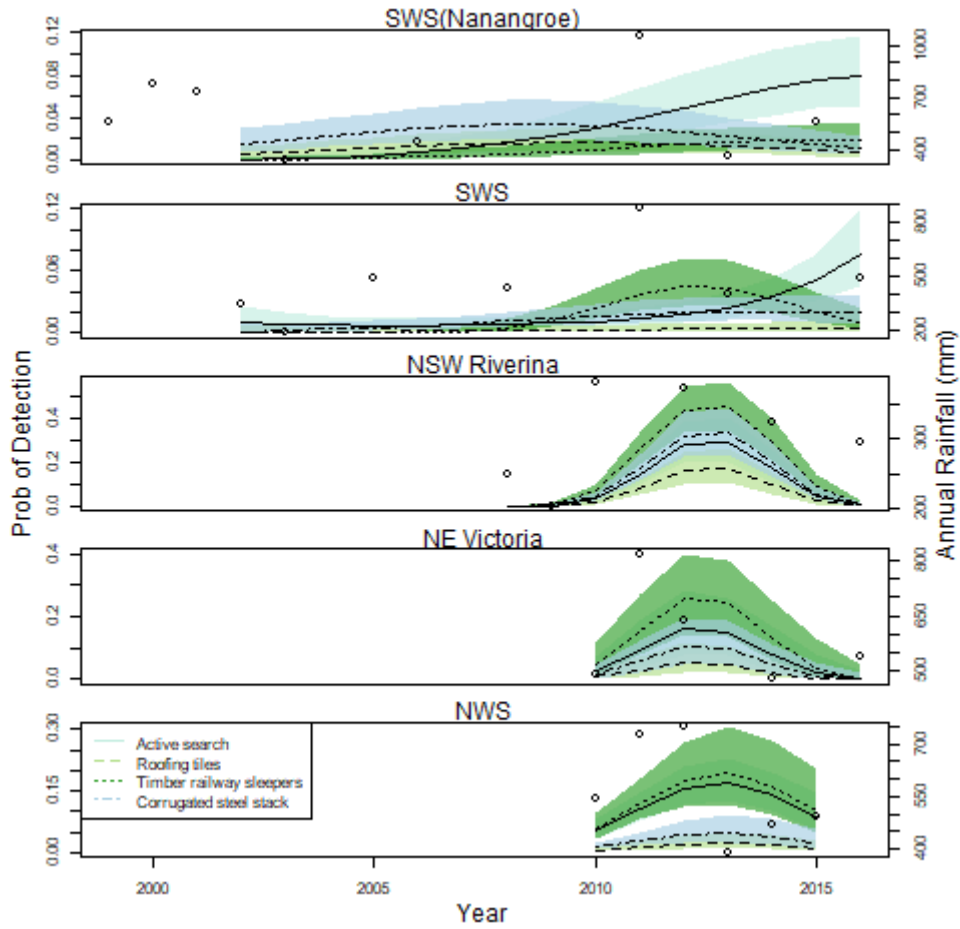 SWS(Nanangroe)
0.00 0.04 0.08 0.12
400 700 1000
SWS
0.00 0.06 0.12
200 500 800
NSW Riverina
0.0 0.2 0.4
200 300
NE Victoria
0.0 0.2 0.4
500 650 800
NWS
0.00 0.15 0.30
400 550 700
Active search
Roofing tiles
Timber railway sleepers
Corrugated steel stack
2000 2005 2010 2015
Year
Prob of Detection
Annual Rainfall (mm)